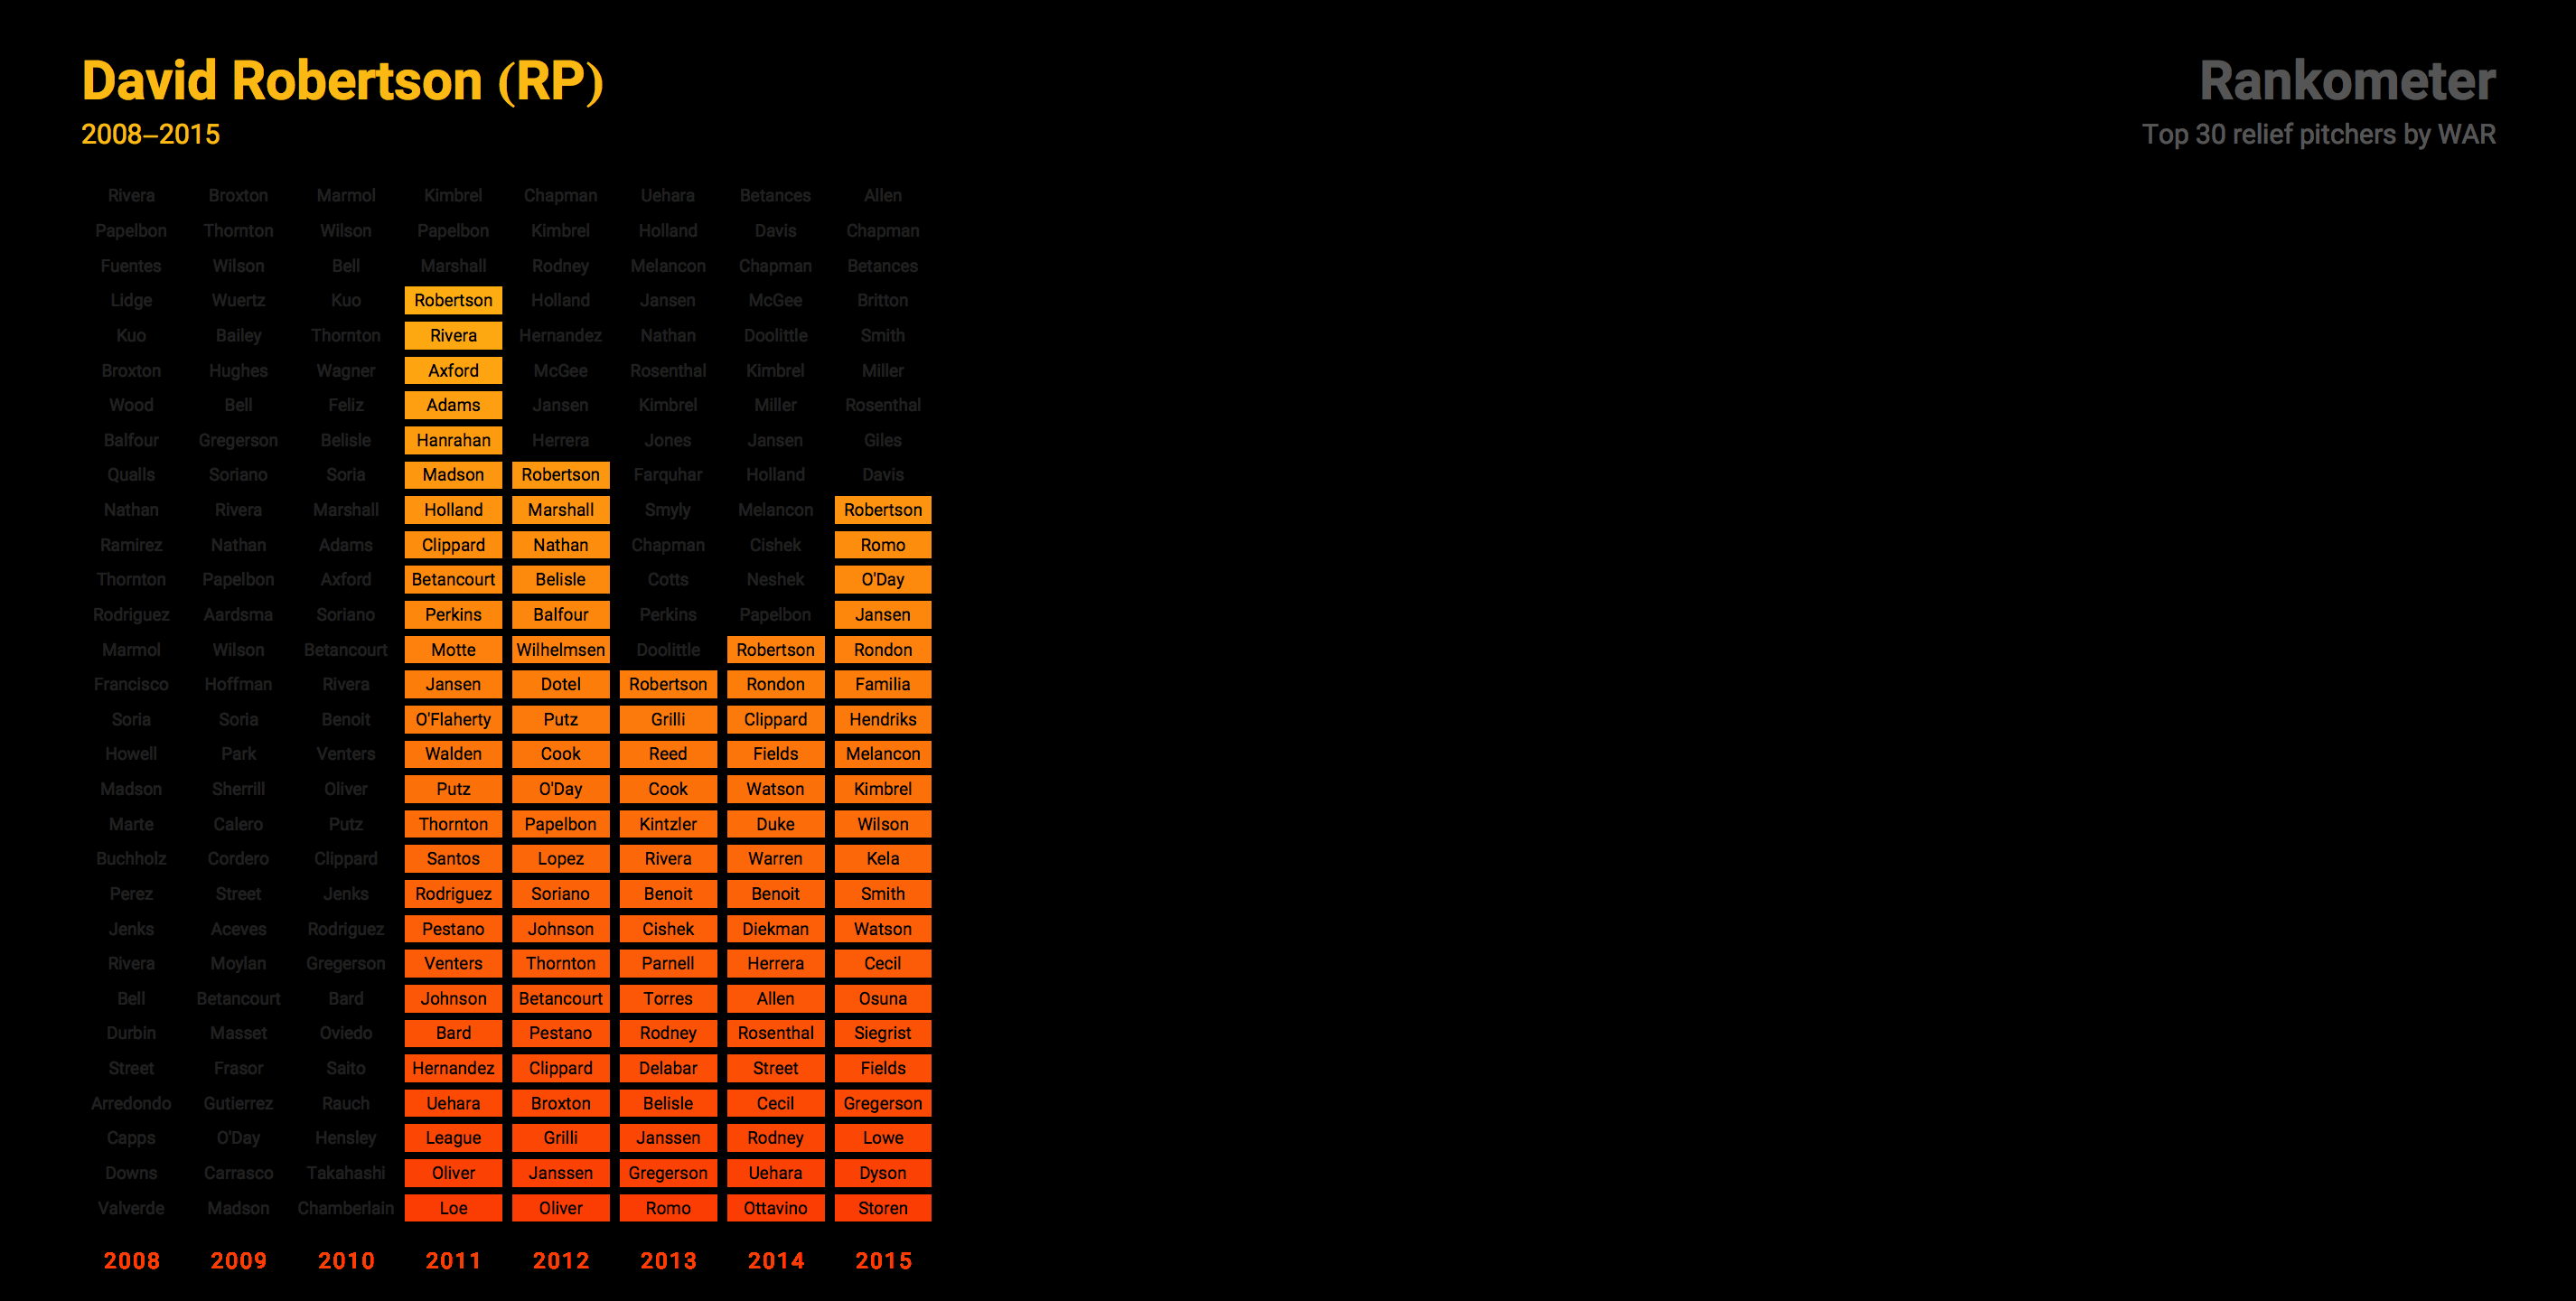 David Robertson (RP)
2008–2015
Rankometer
Top 30 relief pitchers by WAR
Rivera Broxton Marmol Kimbrel Chapman Uehara Betances Allen
Papelbon Thornton Wilson Papelbon Kimbrel Holland Davis Chapman
Fuentes Wilson Bell Marshall Rodney Melancon Chapman Betances
Lidge Wuertz Kuo Robertson Holland Jansen McGee Britton
Kuo Bailey Thornton Rivera Hernandez Nathan Doolittle Smith
Broxton Hughes Wagner Axford McGee Rosenthal Kimbrel Miller
Wood Bell Feliz Adams Jansen Kimbrel Miller Rosenthal
Balfour Gregerson Belisle Hanrahan Herrera Jones Jansen Giles
Qualls Soriano Soria Madson Robertson Farquhar Holland Davis
Nathan Rivera Marshall Holland Marshall Smyly Melancon Robertson
Ramirez Nathan Adams Clippard Nathan Chapman Cishek Romo
Thornton Papelbon Axford Betancourt Belisle Cotts Neshek O'Day
Rodriguez Aardsma Soriano Perkins Balfour Perkins Papelbon Jansen
Marmol Wilson Betancourt Motte Wilhelmsen Doolittle Robertson Rondon
Francisco Hoffman Rivera Jansen Dotel Robertson Rondon Familia
Soria Soria Benoit O'Flaherty Putz Grilli Clippard Hendriks
Howell Park Venters Walden Cook Reed Fields Melancon
Madson Sherrill Oliver Putz O'Day Cook Watson Kimbrel
Marte Calero Putz Thornton Papelbon Kintzler Duke Wilson
Buchholz Cordero Clippard Santos Lopez Rivera Warren Kela
Perez Street Jenks Rodriguez Soriano Benoit Benoit Smith
Jenks Aceves Rodriguez Pestano Johnson Cishek Diekman Watson
Rivera Moylan Gregerson Venters Thornton Parnell Herrera Cecil
Bell Betancourt Bard Johnson Betancourt Torres Allen Osuna
Durbin Masset Oviedo Bard Pestano Rodney Rosenthal Siegrist
Street Frasor Saito Hernandez Clippard Delabar Street Fields
Arredondo Gutierrez Rauch Uehara Broxton Belisle Cecil Gregerson
Capps O'Day Hensley League Grilli Janssen Rodney Lowe
Downs Carrasco Takahashi Oliver Janssen Gregerson Uehara Dyson
Valverde Madson Chamberlain Loe Oliver Romo Ottavino Storen
2008 2009 2010 2011 2012 2013 2014 2015